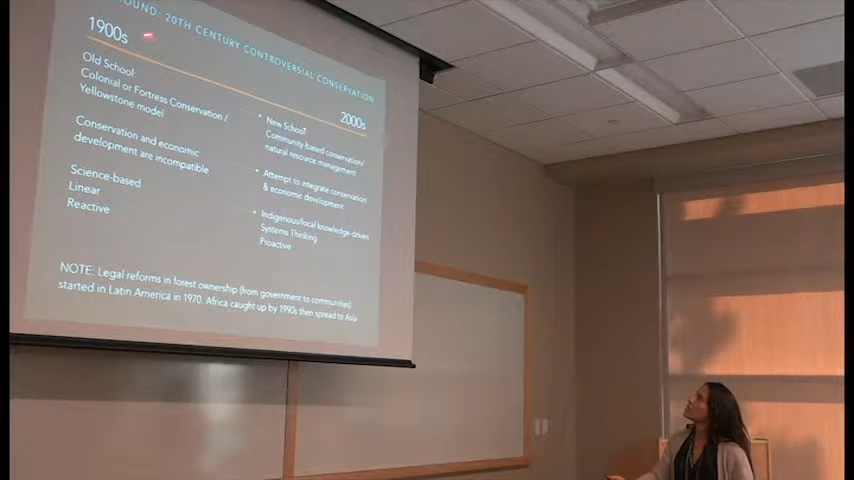 OUND: 20TH CENTURY CONTROVERSIAL CONSERVATION
1900s
Old School:
Colonial or Fortress Conservation /
Yellowstone model
Conservation and economic
development are incompatible
Science-based
Linear
Reactive
2000s
• New School:
Community-based conservation/
natural resource management
• Attempt to integrate conservation
& economic development
• Indigenous/local knowledge-driven
Systems Thinking
Proactive
NOTE: Legal reforms in forest ownership (from government to communities)
started in Latin America in 1970. Africa caught up by 1990s then spread to Asia